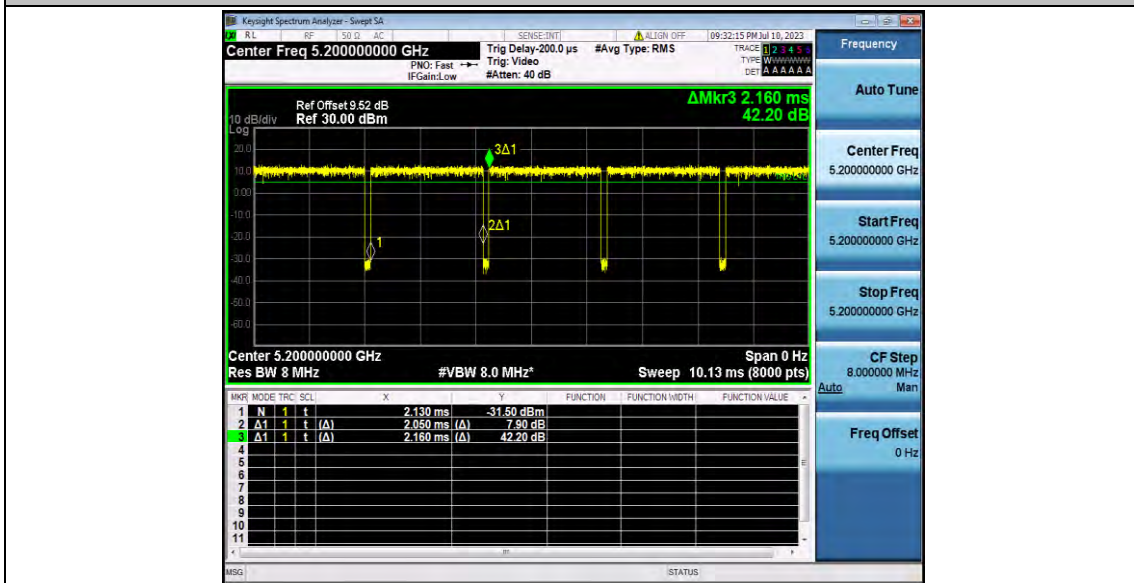 Keysight Spectrum Analyzer - Swept SA
RL RF 50 Ω AC SENSE:INT ALIGN OFF 09:32:15 PM Jul 10, 2023
Center Freq 5.200000000 GHz
PNO: Fast
IFGain:Low
Trig Delay-200.0 µs
Trig: Video
#Atten: 40 dB
#Avg Type: RMS
TRACE 1 2 3 4 5 6
TYPE WWWWWW
DET A A A A A A
Ref Offset 9.52 dB
10 dB/div Ref 30.00 dBm
Log
ΔMkr3 2.160 ms
42.20 dB
20.0
10.0
0.00
-10.0
-20.0
-30.0
-40.0
-50.0
-60.0
3Δ1
2Δ1
1
Center 5.200000000 GHz Span 0 Hz
Res BW 8 MHz #VBW 8.0 MHz* Sweep 10.13 ms (8000 pts)
MKR MODE TRC SCL X Y FUNCTION FUNCTION WIDTH FUNCTION VALUE
1 N 1 t 2.130 ms -31.50 dBm
2 Δ1 1 t (Δ) 2.050 ms (Δ) 7.90 dB
3 Δ1 1 t (Δ) 2.160 ms (Δ) 42.20 dB
4
5
6
7
8
9
10
11
MSG STATUS
Frequency
Auto Tune
Center Freq
5.200000000 GHz
Start Freq
5.200000000 GHz
Stop Freq
5.200000000 GHz
CF Step
8.000000 MHz
Auto Man
Freq Offset
0 Hz